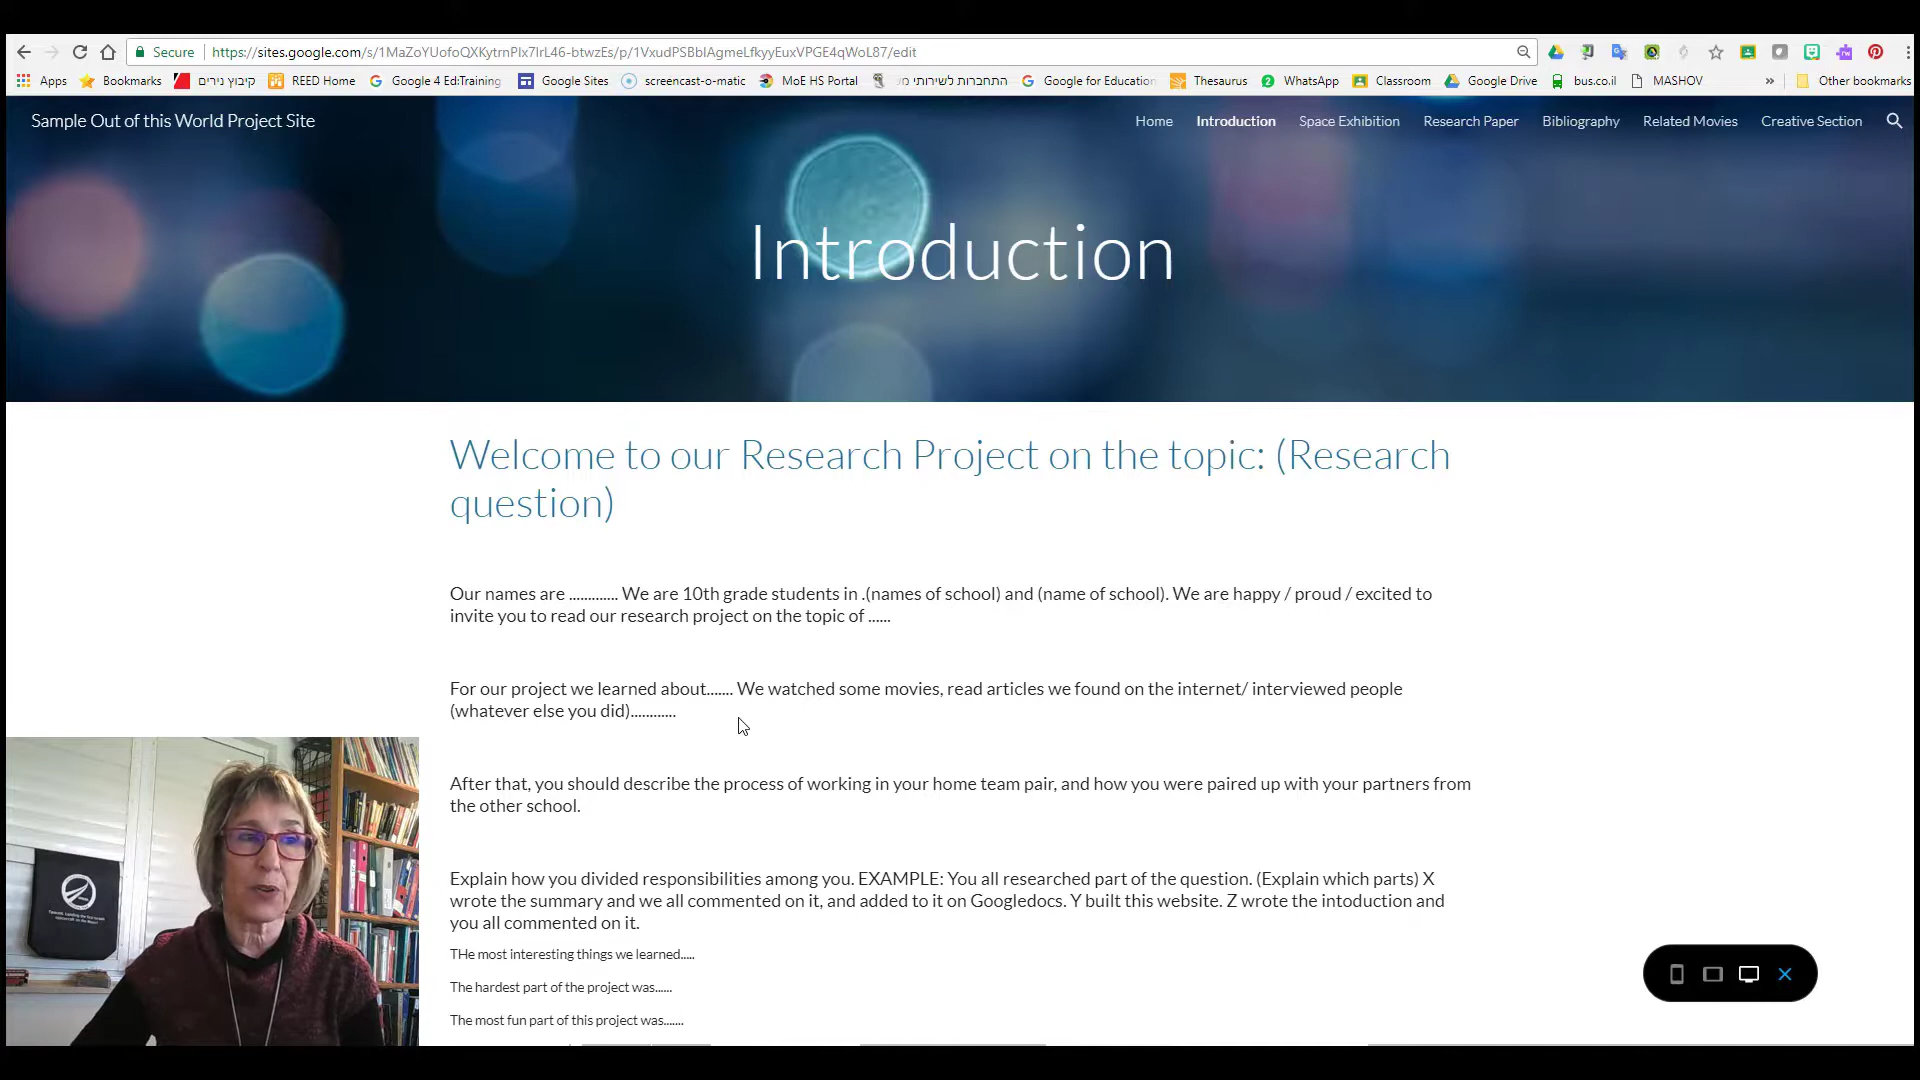 Secure https://sites.google.com/s/1MaZoYUofoQXKytrnPIx7IrL46-btwzEs/p/1VxudPSBbIAgmeLfkyyEuxVPGE4qWoL87/edit
Apps Bookmarks קיבוץ נירים REED Home Google 4 Ed:Training Google Sites screencast-o-matic MoE HS Portal התחברות לשירותי מ Google for Education Thesaurus WhatsApp Classroom Google Drive bus.co.il MASHOV » Other bookmarks
Sample Out of this World Project Site Home Introduction Space Exhibition Research Paper Bibliography Related Movies Creative Section
Introduction
Welcome to our Research Project on the topic: (Research
question)
Our names are ............. We are 10th grade students in .(names of school) and (name of school). We are happy / proud / excited to
invite you to read our research project on the topic of ......
For our project we learned about....... We watched some movies, read articles we found on the internet/ interviewed people
(whatever else you did)............
After that, you should describe the process of working in your home team pair, and how you were paired up with your partners from
the other school.
Explain how you divided responsibilities among you. EXAMPLE: You all researched part of the question. (Explain which parts) X
wrote the summary and we all commented on it, and added to it on Googledocs. Y built this website. Z wrote the intoduction and
you all commented on it.
THe most interesting things we learned.....
The hardest part of the project was......
The most fun part of this project was.......